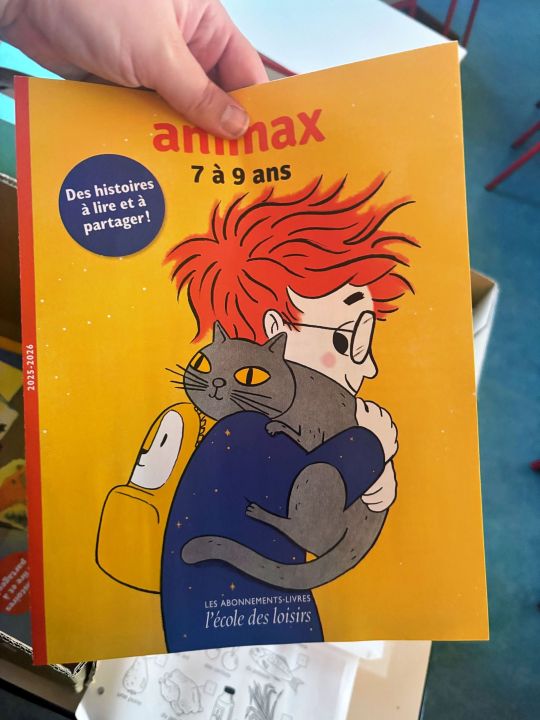 animax
7 à 9 ans
Des histoires
à lire et à
partager !
2025-2026
LES ABONNEMENTS-LIVRES
l'école des loisirs